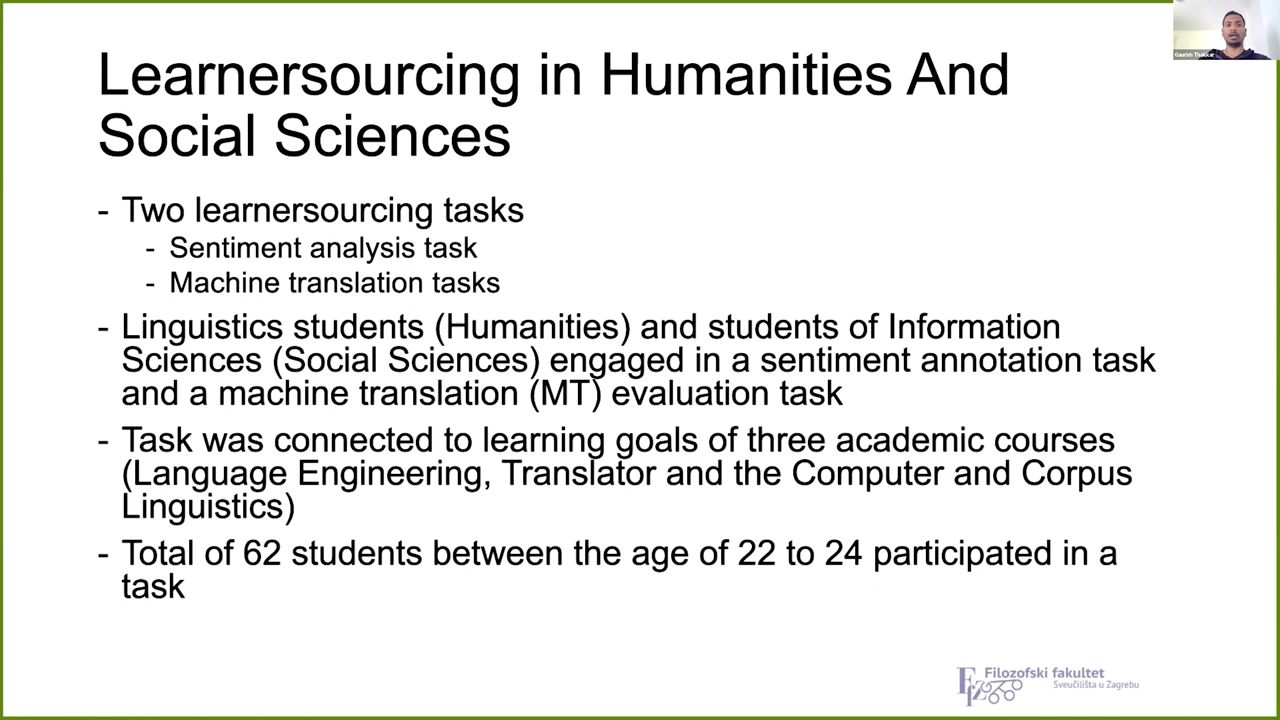 Learnersourcing in Humanities And
Social Sciences
- Two learnersourcing tasks
- Sentiment analysis task
- Machine translation tasks
- Linguistics students (Humanities) and students of Information
Sciences (Social Sciences) engaged in a sentiment annotation task
and a machine translation (MT) evaluation task
- Task was connected to learning goals of three academic courses
(Language Engineering, Translator and the Computer and Corpus
Linguistics)
- Total of 62 students between the age of 22 to 24 participated in a
task
Gaurish Thakkar
Filozofski fakultet
Sveučilišta u Zagrebu